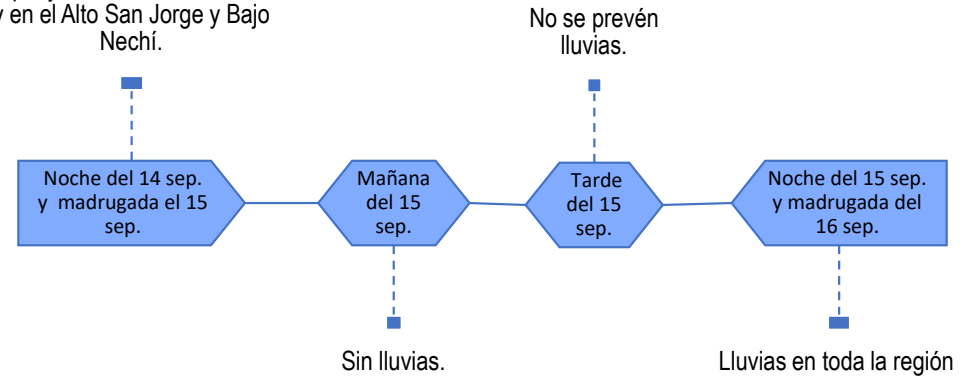 y en el Alto San Jorge y Bajo
Nechí.
No se prevén
lluvias.
Noche del 14 sep.
y madrugada el 15
sep.
Mañana
del 15
sep.
Tarde
del 15
sep.
Noche del 15 sep.
y madrugada del
16 sep.
Sin lluvias.
Lluvias en toda la región